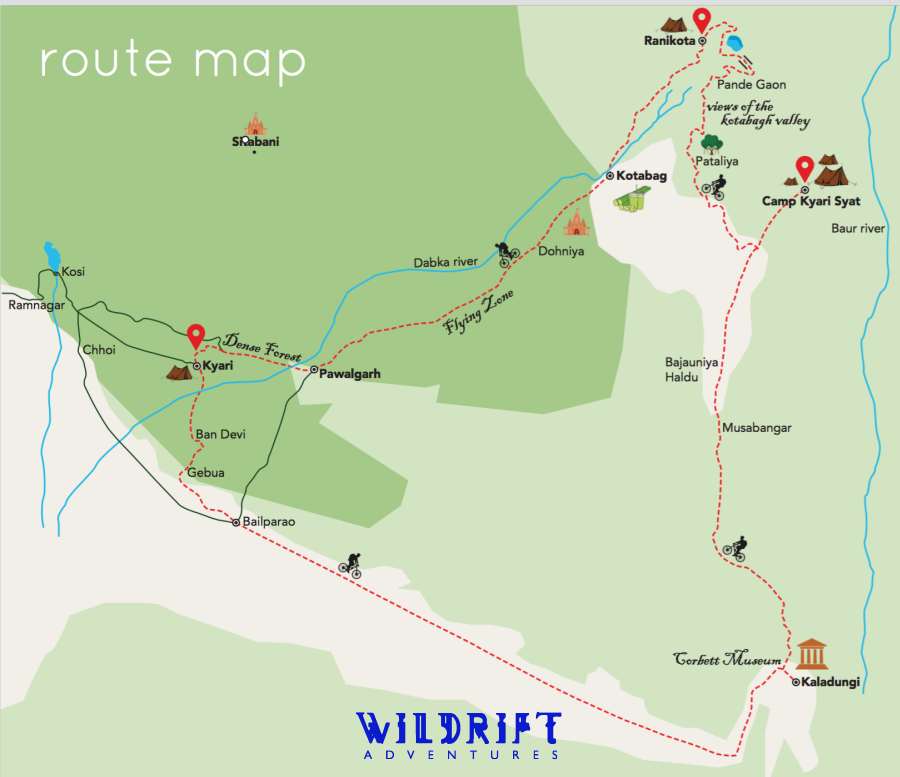 route map
Ranikota
Pande Gaon
views of the
kotabagh valley
Shabani
Pataliya
Kotabag
Camp Kyari Syat
Baur river
Dohniya
Dabka river
Kosi
Ramnagar
Flying Zone
Chhoi
Dense Forest
Kyari
Pawalgarh
Bajauniya
Haldu
Musabangar
Ban Devi
Gebua
Bailparao
Corbett Museum
Kaladungi
WILDRIFT
ADVENTURES